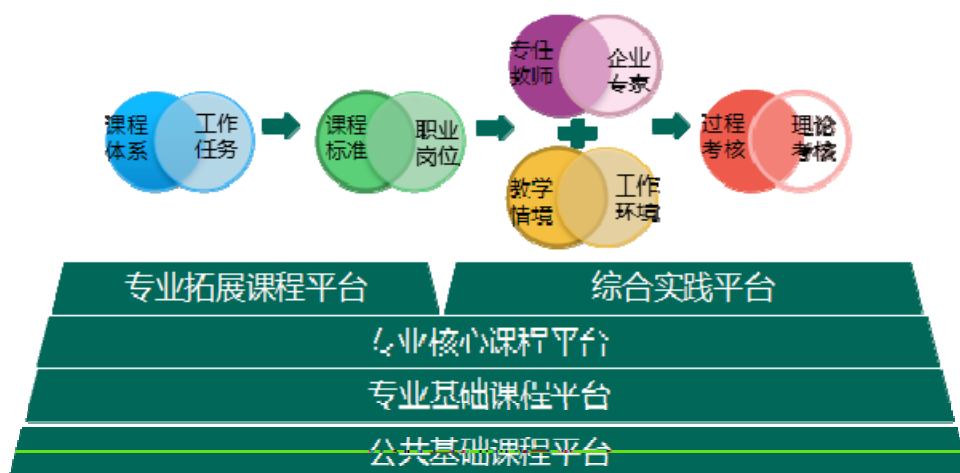 专任
教师
企业
专家
课程
体系
工作
任务
课程
标准
职业
岗位
过程
考核
理论
考核
教学
情境
工作
环境
专业拓展课程平台
综合实践平台
专业核心课程平台
专业基础课程平台
公共基础课程平台